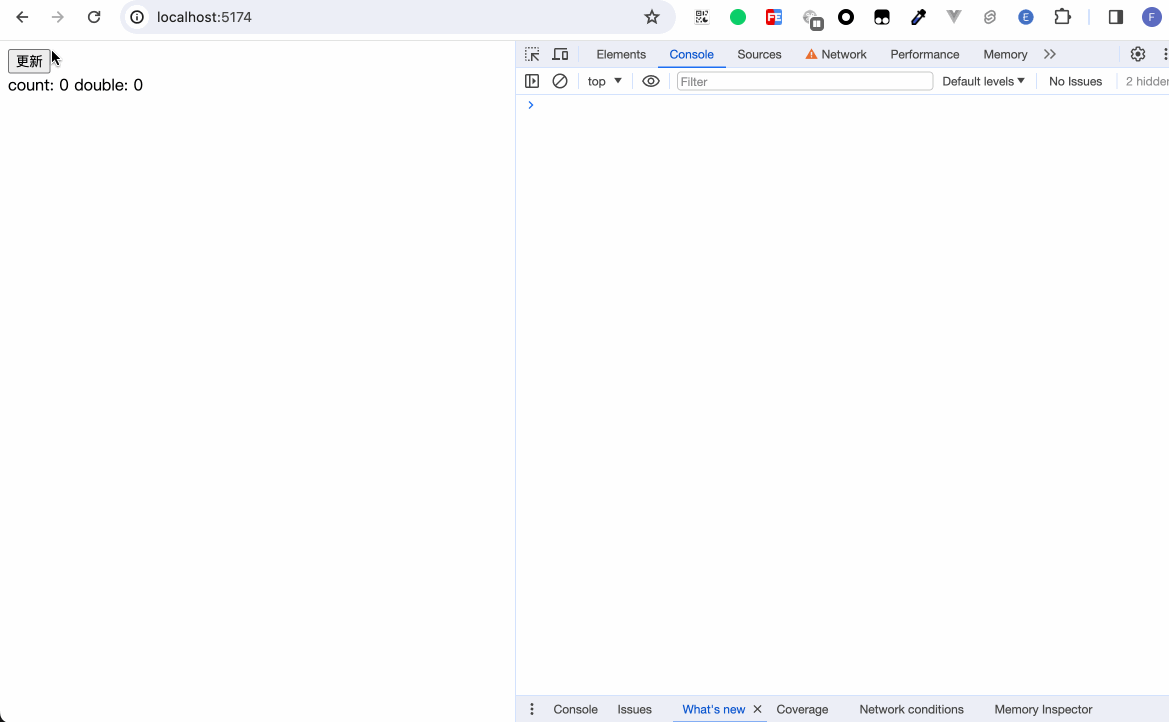 localhost:5174
FE
E
F
更新
count: 0 double: 0
Elements Console Sources Network Performance Memory
top Filter Default levels No Issues 2 hidden
Console Issues What's new Coverage Network conditions Memory Inspector